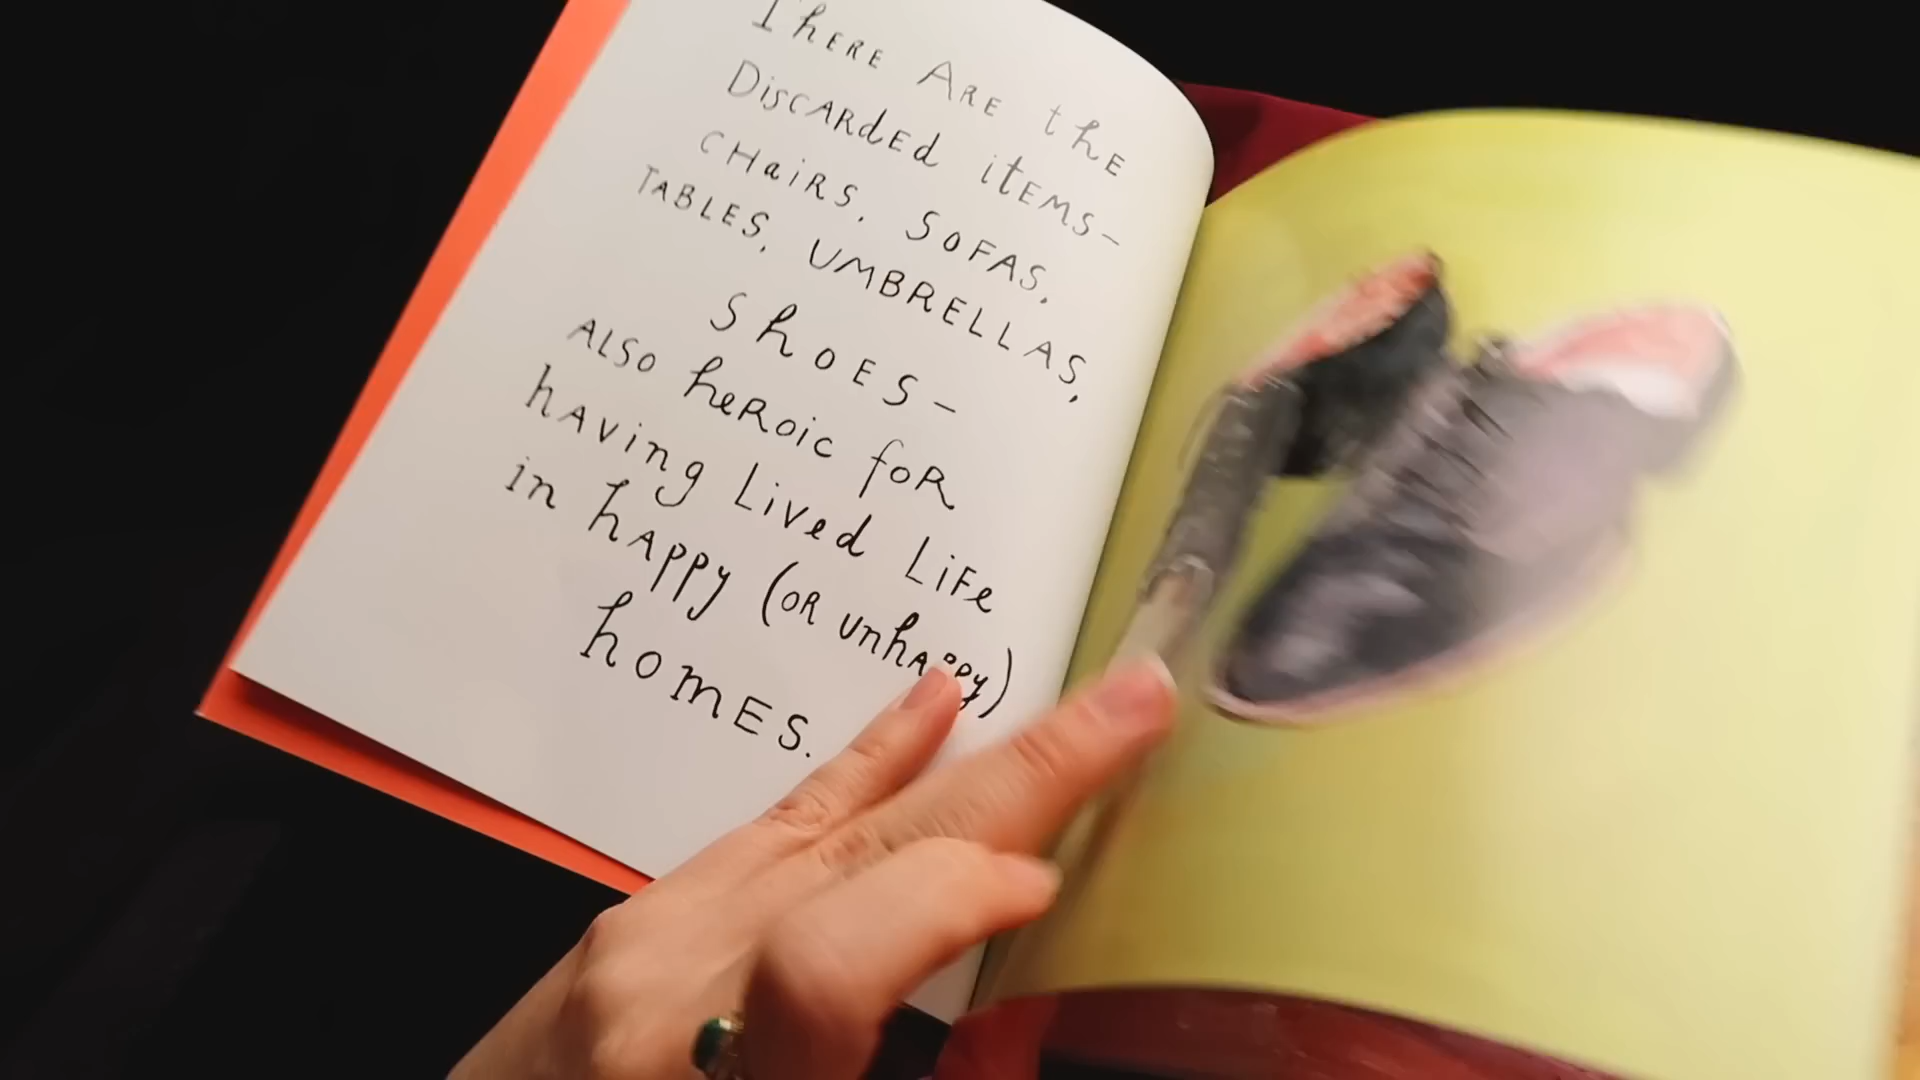 There Are the
Discarded items—
CHairs, SOFAS,
TABLES, UMBRELLAS,
Shoes—
ALSO heroic for
having Lived Life
in happy (or unhappy)
homes.